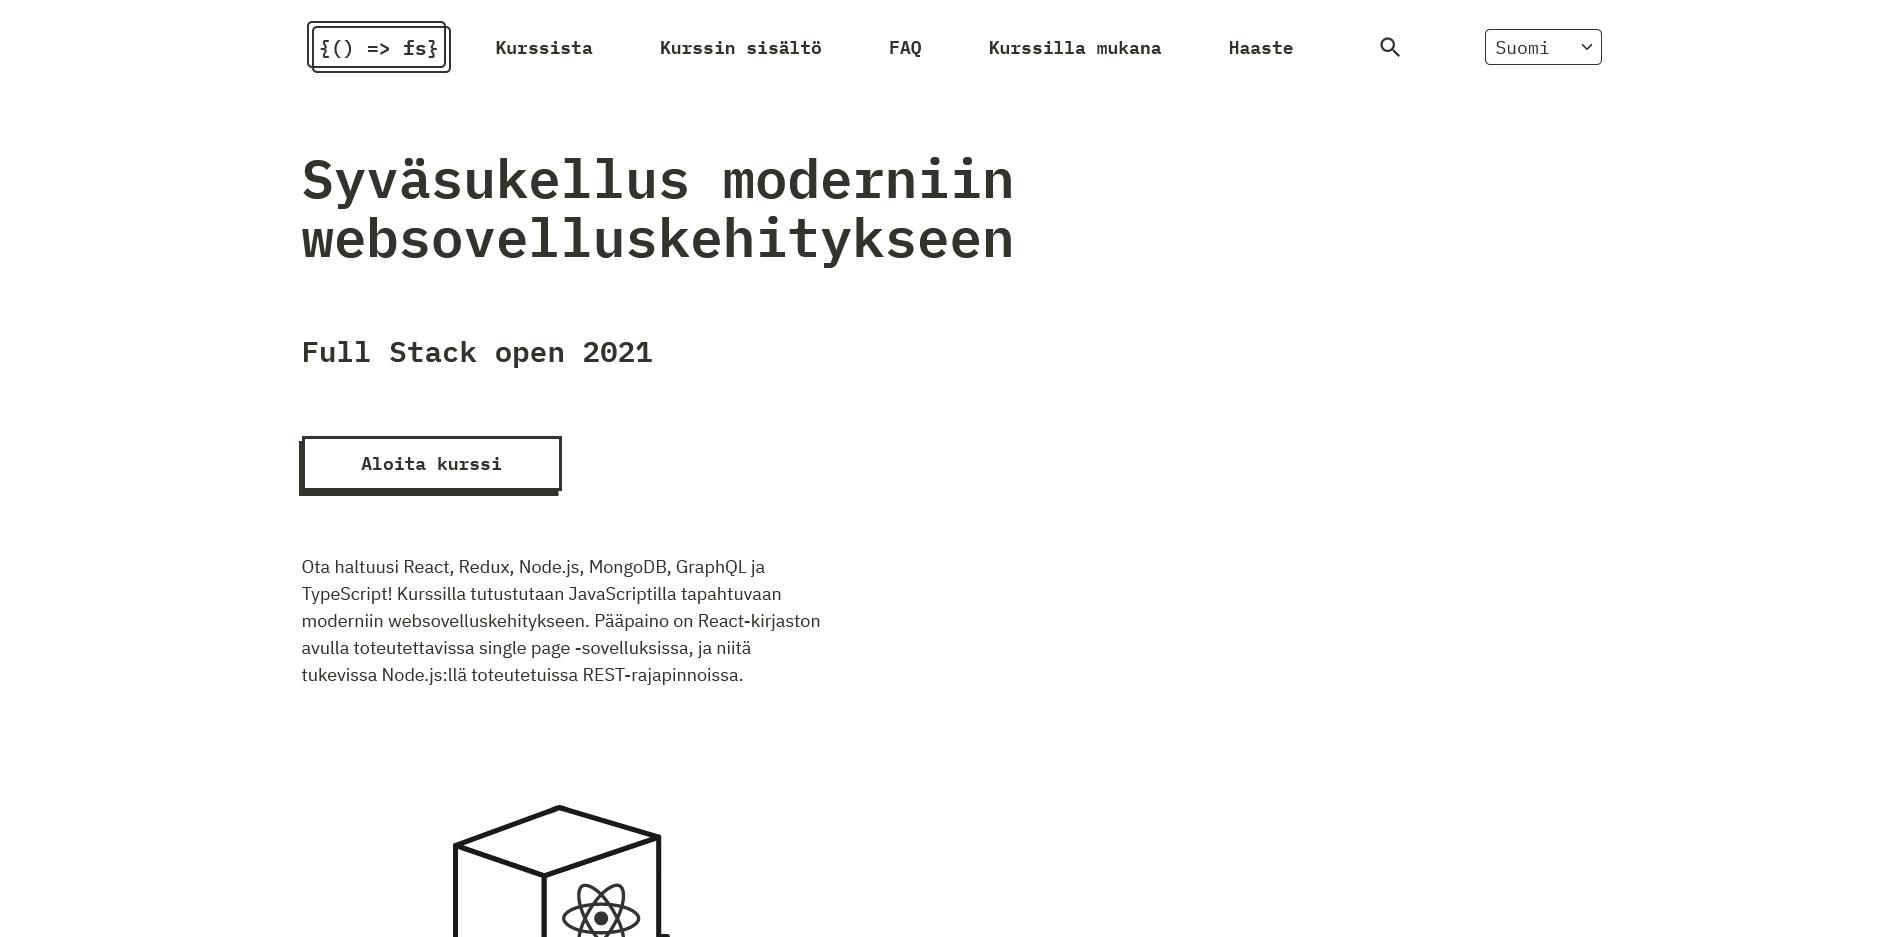 {() => fs}
Kurssista
Kurssin sisältö
FAQ
Kurssilla mukana
Haaste
Suomi
Syväsukellus moderniin
websovelluskehitykseen
Full Stack open 2021
Aloita kurssi
Ota haltuusi React, Redux, Node.js, MongoDB, GraphQL ja
TypeScript! Kurssilla tutustutaan JavaScriptilla tapahtuvaan
moderniin websovelluskehitykseen. Pääpaino on React-kirjaston
avulla toteutettavissa single page -sovelluksissa, ja niitä
tukevissa Node.js:llä toteutetuissa REST-rajapinnoissa.